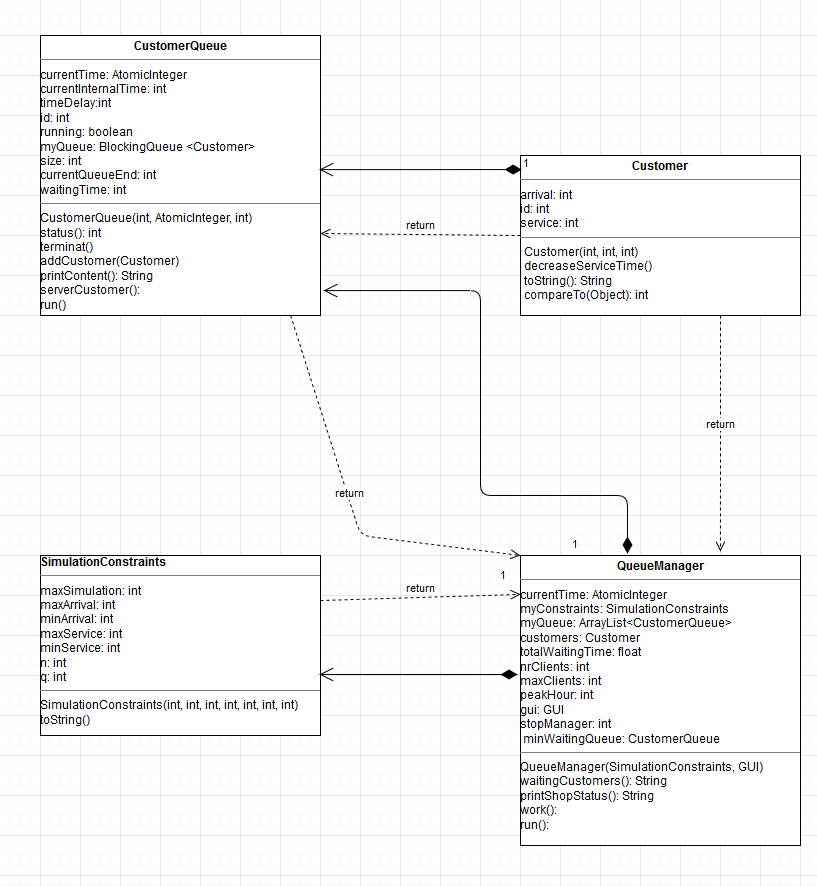 CustomerQueue
currentTime: AtomicInteger
currentInternalTime: int
timeDelay:int
id: int
running: boolean
myQueue: BlockingQueue <Customer>
size: int
currentQueueEnd: int
waitingTime: int
CustomerQueue(int, AtomicInteger, int)
status(): int
terminat()
addCustomer(Customer)
printContent(): String
serverCustomer():
run()
1
Customer
arrival: int
id: int
service: int
Customer(int, int, int)
decreaseServiceTime()
toString(): String
compareTo(Object): int
return
return
return
SimulationConstraints
maxSimulation: int
maxArrival: int
minArrival: int
maxService: int
minService: int
n: int
q: int
SimulationConstraints(int, int, int, int, int, int, int)
toString()
return
1
1
QueueManager
currentTime: AtomicInteger
myConstraints: SimulationConstraints
myQueue: ArrayList<CustomerQueue>
customers: Customer
totalWaitingTime: float
nrClients: int
maxClients: int
peakHour: int
gui: GUI
stopManager: int
minWaitingQueue: CustomerQueue
QueueManager(SimulationConstraints, GUI)
waitingCustomers(): String
printShopStatus(): String
work():
run():